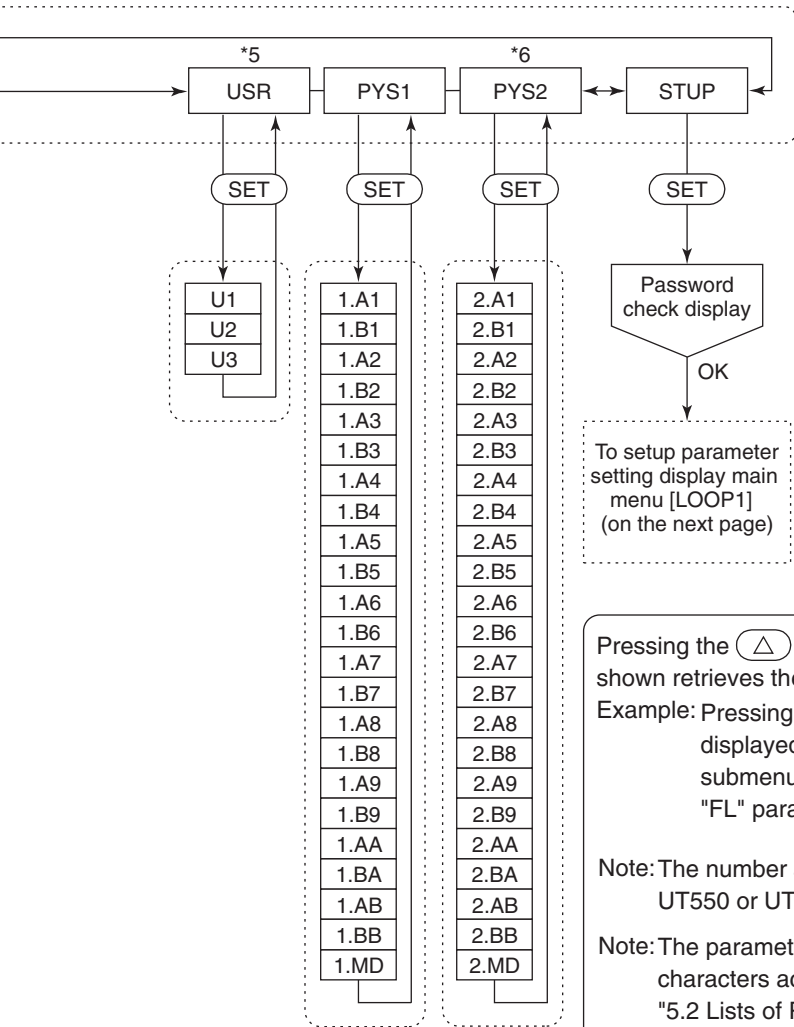 *5
*6
USR
PYS1
PYS2
STUP
SET
SET
SET
SET
U1
U2
U3
1.A1
1.B1
1.A2
1.B2
1.A3
1.B3
1.A4
1.B4
1.A5
1.B5
1.A6
1.B6
1.A7
1.B7
1.A8
1.B8
1.A9
1.B9
1.AA
1.BA
1.AB
1.BB
1.MD
2.A1
2.B1
2.A2
2.B2
2.A3
2.B3
2.A4
2.B4
2.A5
2.B5
2.A6
2.B6
2.A7
2.B7
2.A8
2.B8
2.A9
2.B9
2.AA
2.BA
2.AB
2.BB
2.MD
Password
check display
OK
To setup parameter
setting display main
menu [LOOP1]
(on the next page)
Pressing the △
shown retrieves the
Example: Pressing
displayed
submenu
"FL" para
Note: The number
UT550 or UT
Note: The paramet
characters ac
"5.2 Lists of